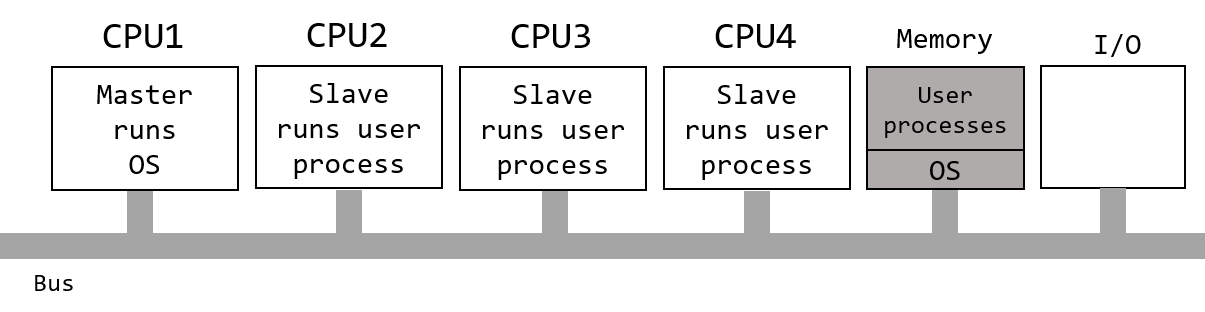 CPU1
Master
runs
OS
CPU2
Slave
runs user
process
CPU3
Slave
runs user
process
CPU4
Slave
runs user
process
Memory
User
processes
OS
I/O
Bus